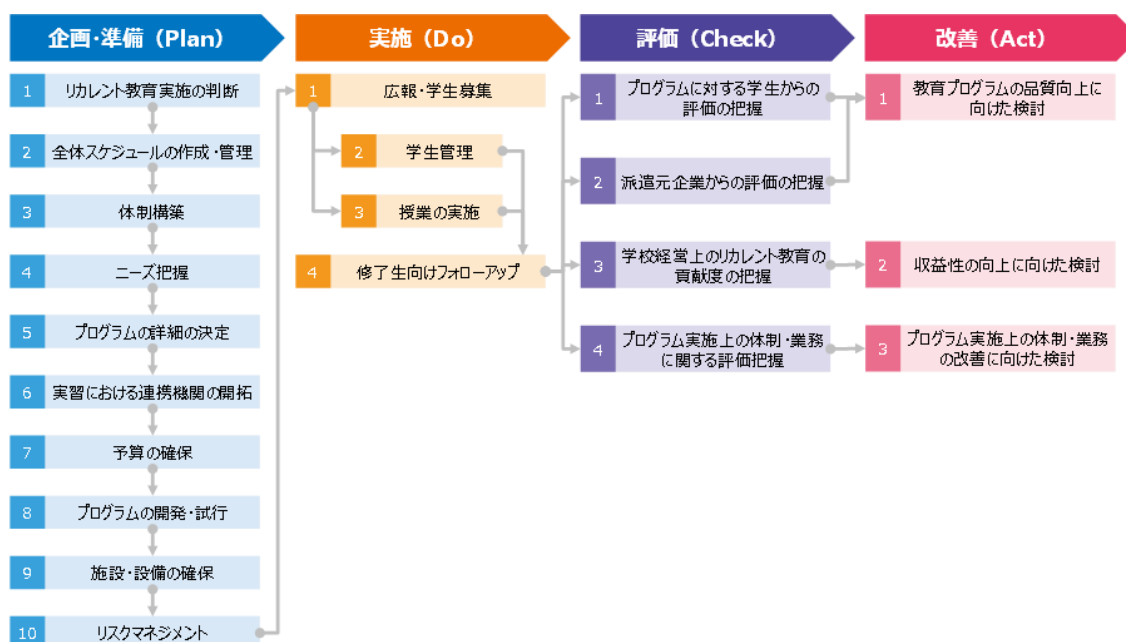 企画・準備（Plan）
1 リカレント教育実施の判断
2 全体スケジュールの作成・管理
3 体制構築
4 ニーズ把握
5 プログラムの詳細の決定
6 実習における連携機関の開拓
7 予算の確保
8 プログラムの開発・試行
9 施設・設備の確保
10 リスクマネジメント
実施（Do）
1 広報・学生募集
2 学生管理
3 授業の実施
4 修了生向けフォローアップ
評価（Check）
1 プログラムに対する学生からの
評価の把握
2 派遣元企業からの評価の把握
3 学校経営上のリカレント教育の
貢献度の把握
4 プログラム実施上の体制・業務
に関する評価把握
改善（Act）
1 教育プログラムの品質向上に
向けた検討
2 収益性の向上に向けた検討
3 プログラム実施上の体制・業務
の改善に向けた検討